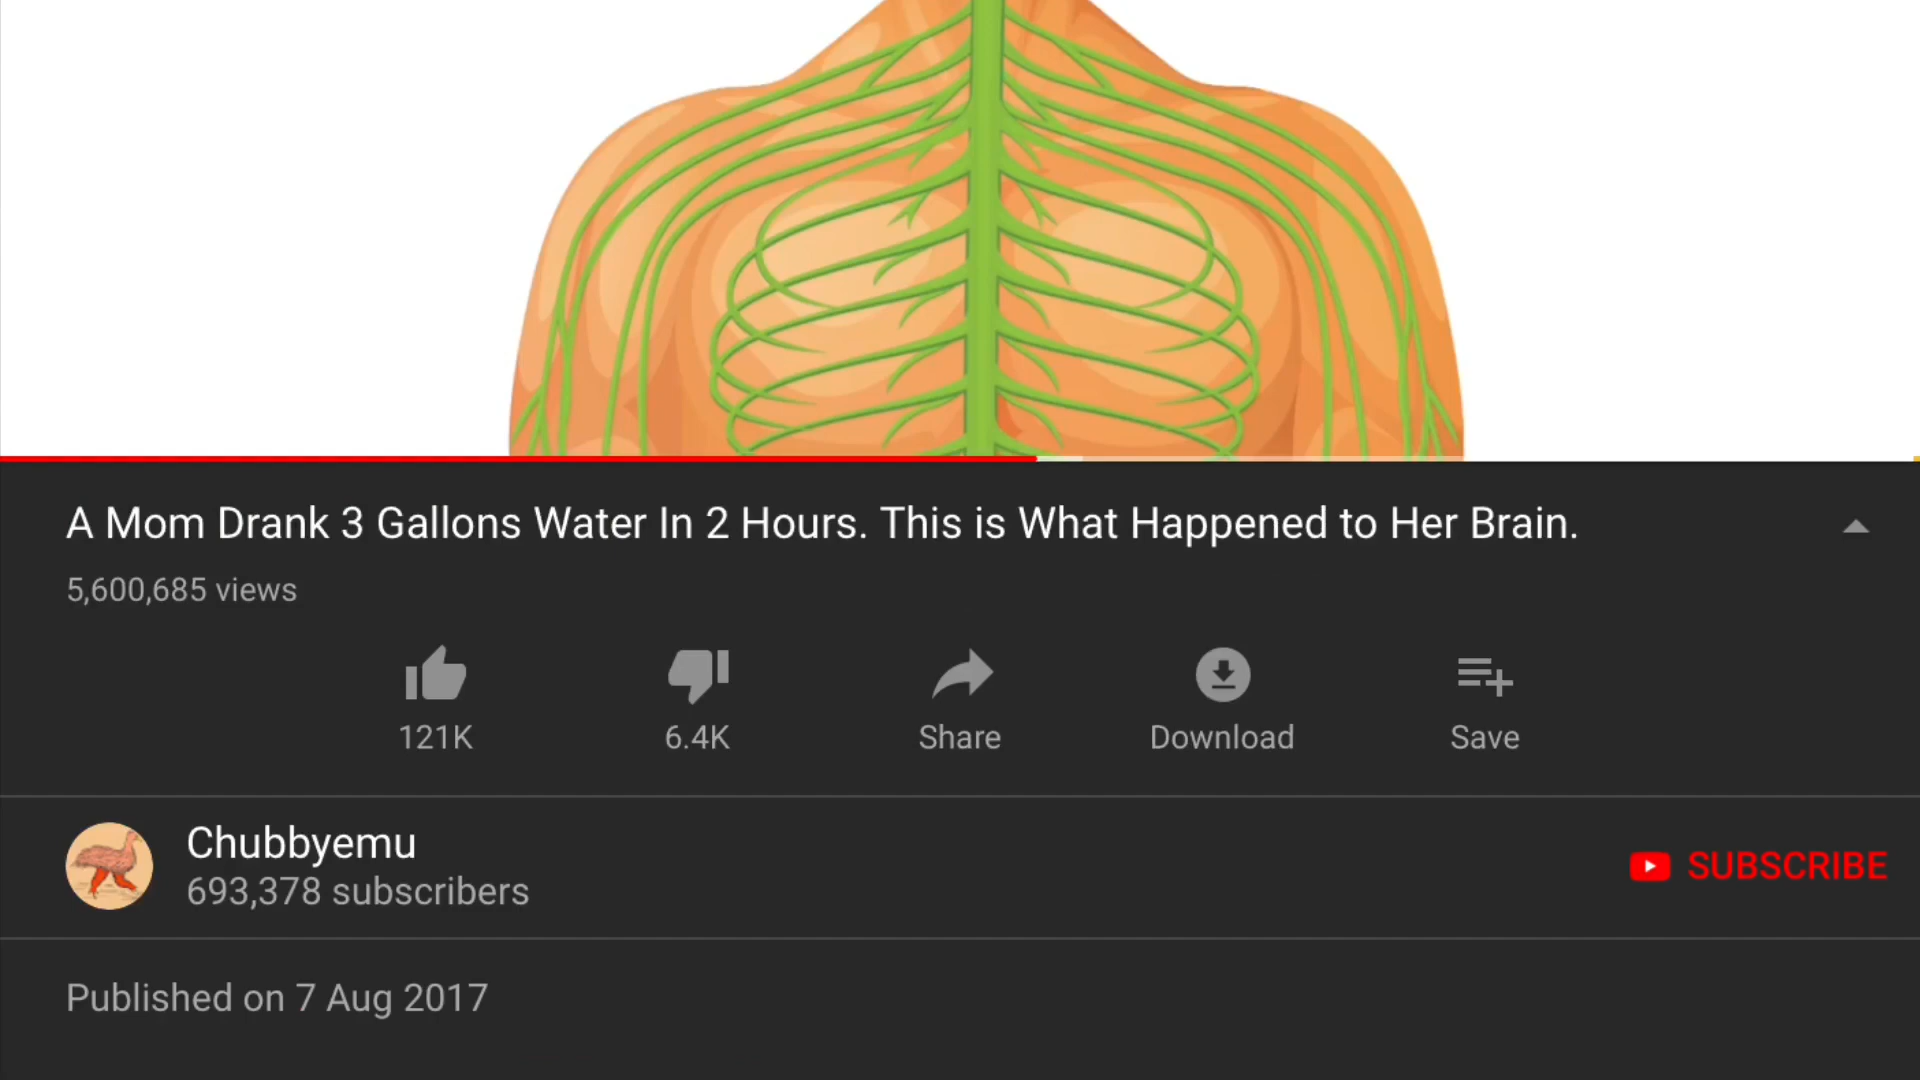 A Mom Drank 3 Gallons Water In 2 Hours. This is What Happened to Her Brain.
5,600,685 views
121K
6.4K
Share
Download
Save
Chubbyemu
693,378 subscribers
SUBSCRIBE
Published on 7 Aug 2017